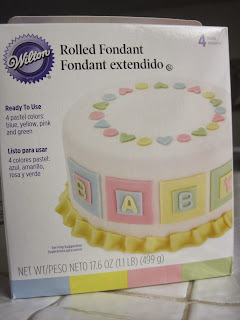 Wilton
Rolled Fondant
Fondant extendido
4
Ready To Use
4 pastel colors:
blue, yellow, pink
and green
Listo para usar
4 colores pastel:
azul, amarillo,
rosa y verde
B A B Y
Serving Suggestion
NET WT/PESO NETO 17.6 OZ (1.1 LB) (499 g)